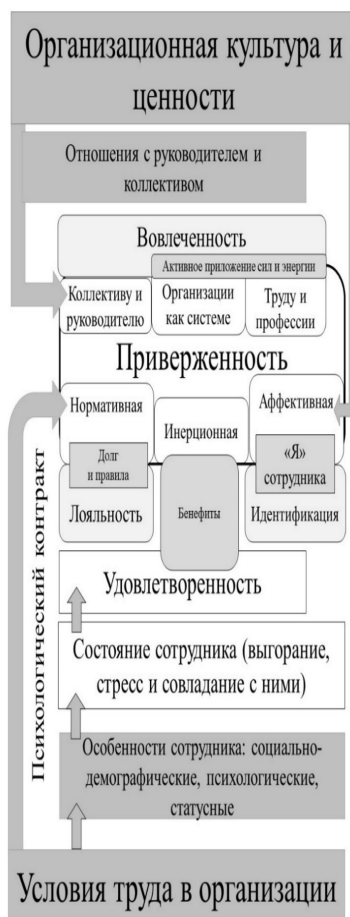 Организационная культура и
ценности
Отношения с руководителем и
коллективом
Вовлеченность
Активное приложение сил и энергии
Коллективу и
руководителю
Организации
как системе
Труду и
профессии
Приверженность
Нормативная
Инерционная
Аффективная
Долг
и правила
«Я»
сотрудника
Лояльность
Бенефиты
Идентификация
Психологический контракт
Удовлетворенность
Состояние сотрудника (выгорание,
стресс и совладание с ними)
Особенности сотрудника: социально-
демографические, психологические,
статусные
Условия труда в организации